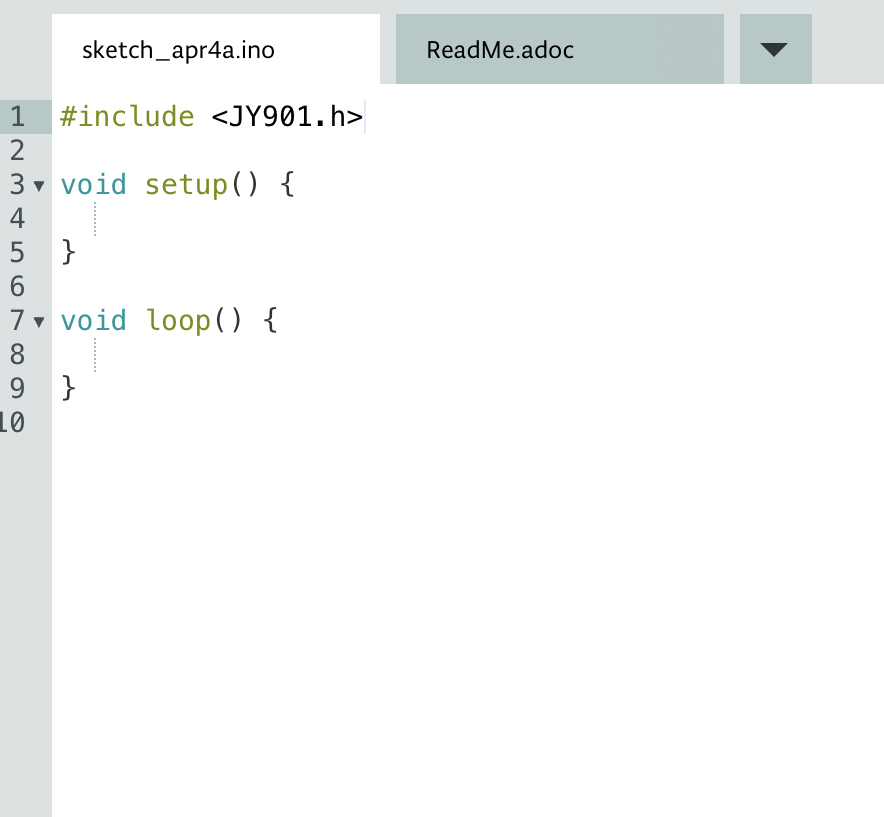 sketch_apr4a.ino
ReadMe.adoc
1 #include <JY901.h>
2
3 void setup() {
4
5 }
6
7 void loop() {
8
9 }
10